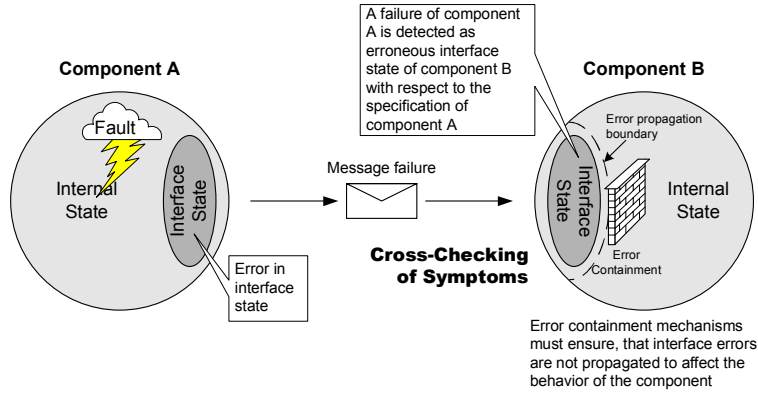 A failure of component
A is detected as
erroneous interface
state of component B
with respect to the
specification of
component A
Component A
Component B
Fault
Internal
State
Interface
State
Error in
interface
state
Message failure
Cross-Checking
of Symptoms
Error propagation
boundary
Interface
State
Internal
State
Error
Containment
Error containment mechanisms
must ensure, that interface errors
are not propagated to affect the
behavior of the component